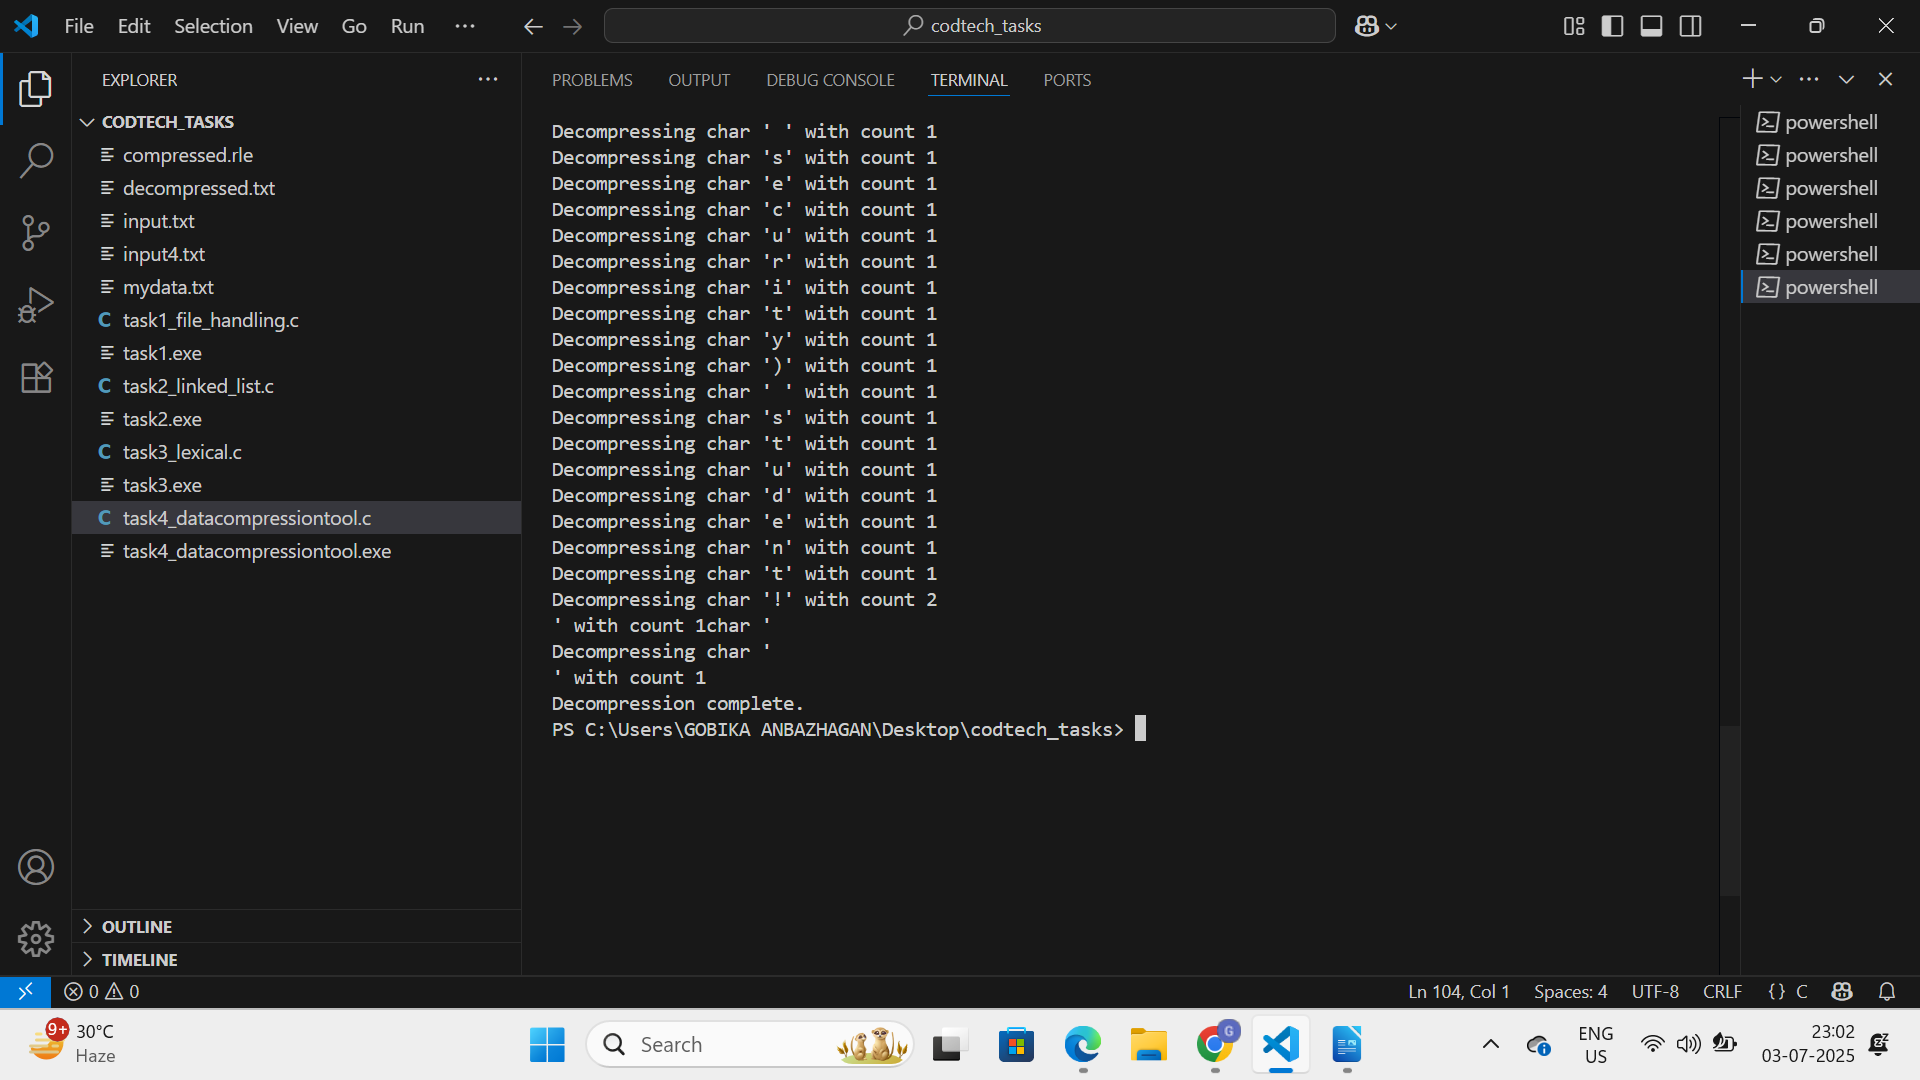 File Edit Selection View Go Run ···
codtech_tasks
EXPLORER
CODTECH_TASKS
compressed.rle
decompressed.txt
input.txt
input4.txt
mydata.txt
C task1_file_handling.c
task1.exe
C task2_linked_list.c
task2.exe
C task3_lexical.c
task3.exe
C task4_datacompressiontool.c
task4_datacompressiontool.exe
OUTLINE
TIMELINE
PROBLEMS OUTPUT DEBUG CONSOLE TERMINAL PORTS
Decompressing char ' ' with count 1
Decompressing char 's' with count 1
Decompressing char 'e' with count 1
Decompressing char 'c' with count 1
Decompressing char 'u' with count 1
Decompressing char 'r' with count 1
Decompressing char 'i' with count 1
Decompressing char 't' with count 1
Decompressing char 'y' with count 1
Decompressing char ')' with count 1
Decompressing char ' ' with count 1
Decompressing char 's' with count 1
Decompressing char 't' with count 1
Decompressing char 'u' with count 1
Decompressing char 'd' with count 1
Decompressing char 'e' with count 1
Decompressing char 'n' with count 1
Decompressing char 't' with count 1
Decompressing char '!' with count 2
' with count 1char '
Decompressing char '
' with count 1
Decompression complete.
PS C:\Users\GOBIKA ANBAZHAGAN\Desktop\codtech_tasks>
powershell
powershell
powershell
powershell
powershell
powershell
0 0
Ln 104, Col 1 Spaces: 4 UTF-8 CRLF {} C
9+
30°C
Haze
Search
G
ENG
US
23:02
03-07-2025